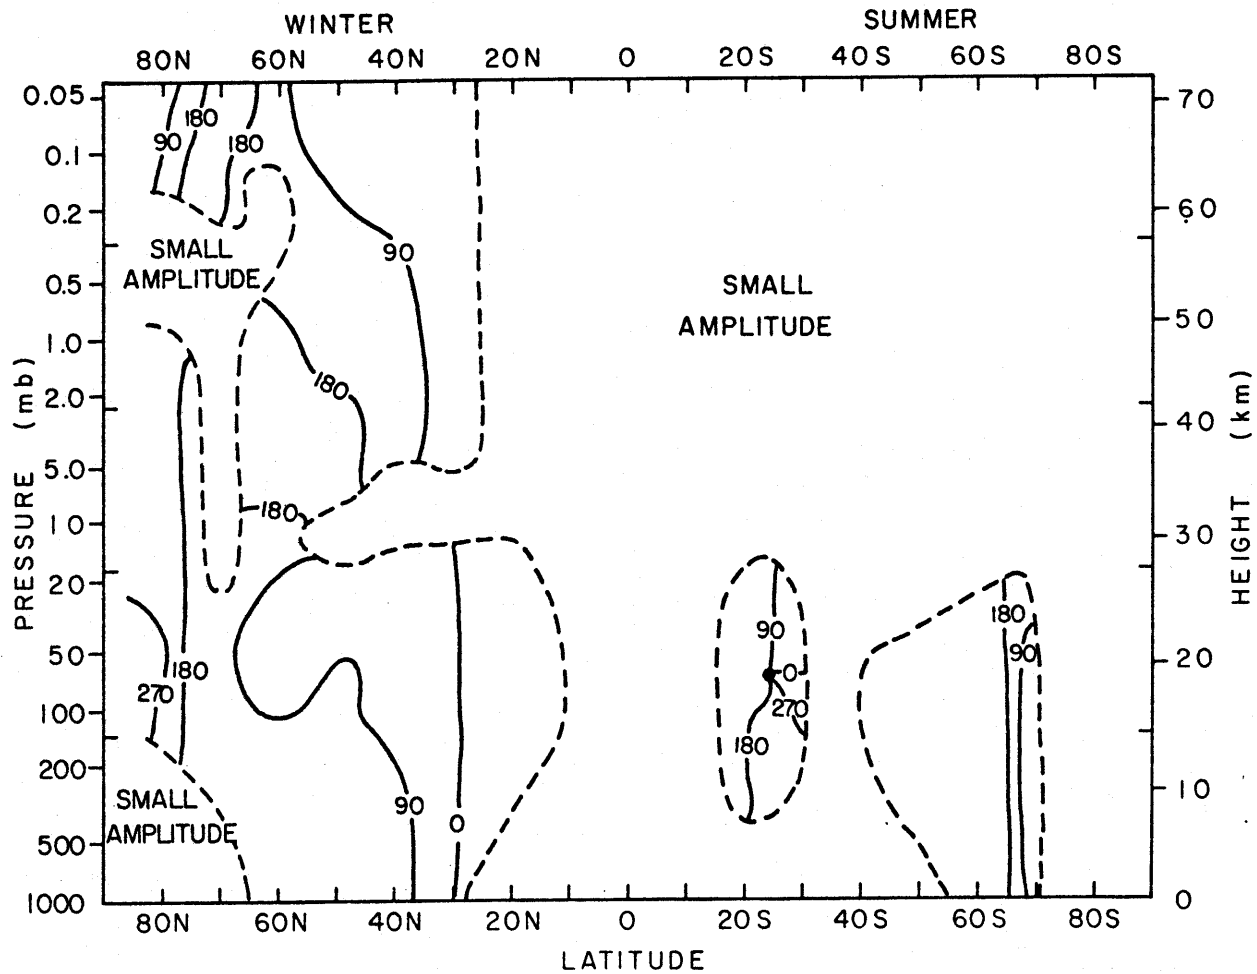 WINTER SUMMER
80N 60N 40N 20N 0 20S 40S 60S 80S
0.05 70
180
90 180
0.1
0.2 60
SMALL 90
AMPLITUDE
0.5
SMALL
AMPLITUDE
50
1.0
180
2.0
40
5.0
180
10 30
20
180
90
50 90
180 0 20
270
270
100
180
200
10
SMALL 90
AMPLITUDE 0
500
1000 0
80N 60N 40N 20N 0 20S 40S 60S 80S
LATITUDE
PRESSURE (mb)
HEIGHT (km)